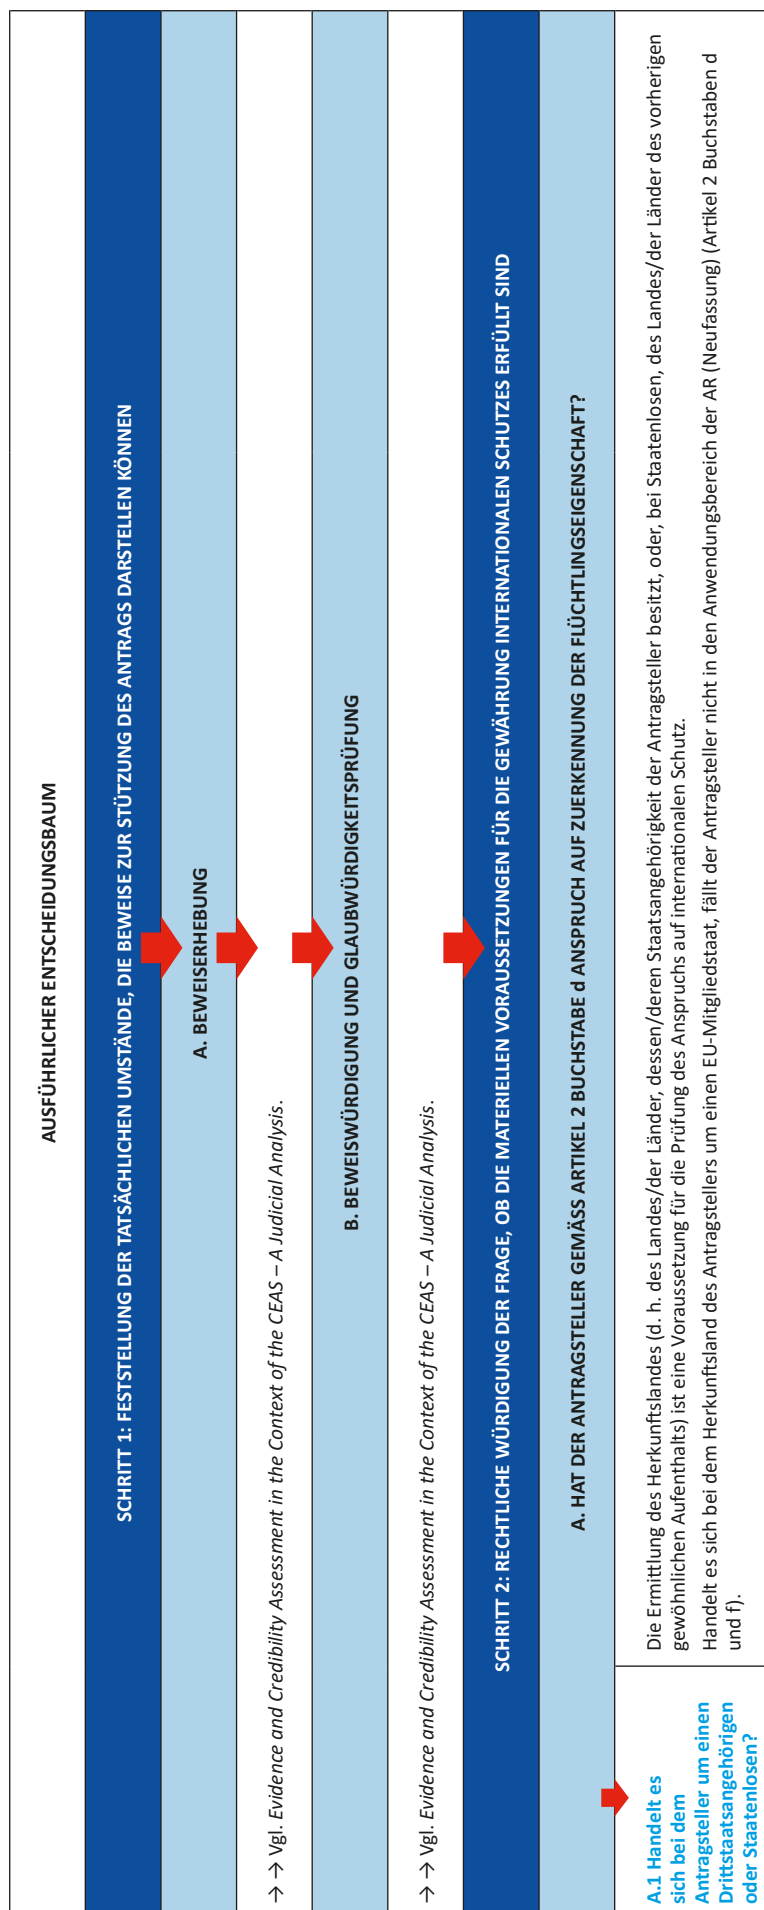 AUSFÜHRLICHER ENTSCHEIDUNGSBAUM
SCHRITT 1: FESTSTELLUNG DER TATSÄCHLICHEN UMSTÄNDE, DIE BEWEISE ZUR STÜTZUNG DES ANTRAGS DARSTELLEN KÖNNEN
A. BEWEISERHEBUNG
→ → Vgl. Evidence and Credibility Assessment in the Context of the CEAS – A Judicial Analysis.
B. BEWEISWÜRDIGUNG UND GLAUBWÜRDIGKEITSPRÜFUNG
→ → Vgl. Evidence and Credibility Assessment in the Context of the CEAS – A Judicial Analysis.
SCHRITT 2: RECHTLICHE WÜRDIGUNG DER FRAGE, OB DIE MATERIELLEN VORAUSSETZUNGEN FÜR DIE GEWÄHRUNG INTERNATIONALEN SCHUTZES ERFÜLLT SIND
A. HAT DER ANTRAGSTELLER GEMÄSS ARTIKEL 2 BUCHSTABE d ANSPRUCH AUF ZUERKENNUNG DER FLÜCHTLINGSEIGENSCHAFT?
A.1 Handelt es
sich bei dem
Antragsteller um einen
Drittstaatsangehörigen
oder Staatenlosen?
Die Ermittlung des Herkunftslandes (d. h. des Landes/der Länder, dessen/deren Staatsangehörigkeit der Antragsteller besitzt, oder, bei Staatenlosen, des Landes/der Länder des vorherigen
gewöhnlichen Aufenthalts) ist eine Voraussetzung für die Prüfung des Anspruchs auf internationalen Schutz.
Handelt es sich bei dem Herkunftsland des Antragstellers um einen EU-Mitgliedstaat, fällt der Antragsteller nicht in den Anwendungsbereich der AR (Neufassung) (Artikel 2 Buchstaben d
und f).